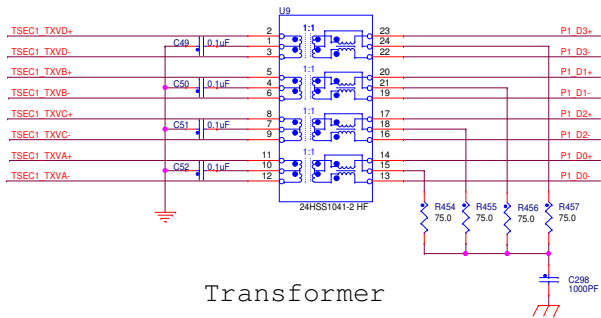 U9
1:1
TSEC1_TXVD+ 2 23 P1_D3+
C49 0.1uF 1 24
TSEC1_TXVD- 3 22 P1_D3-
1:1
TSEC1_TXVB+ 5 20 P1_D1+
C50 0.1uF 4 21
TSEC1_TXVB- 6 19 P1_D1-
1:1
TSEC1_TXVC+ 8 17 P1_D2+
C51 0.1uF 7 18
TSEC1_TXVC- 9 16 P1_D2-
1:1
TSEC1_TXVA+ 11 14 P1_D0+
C52 0.1uF 10 15
TSEC1_TXVA- 12 13 P1_D0-
24HSS1041-2 HF
R454 R455 R456 R457
75.0 75.0 75.0 75.0
C298
1000PF
Transformer